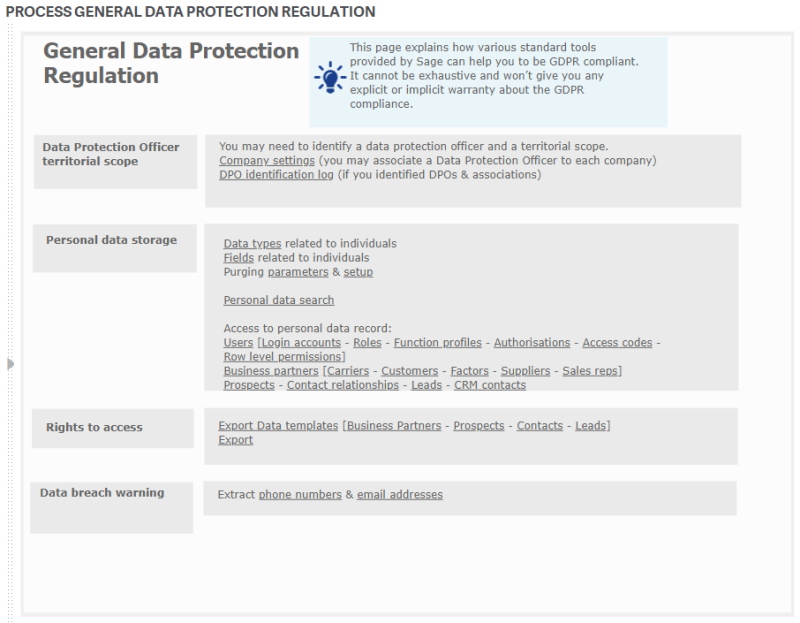 PROCESS GENERAL DATA PROTECTION REGULATION
General Data Protection
Regulation
This page explains how various standard tools
provided by Sage can help you to be GDPR compliant.
It cannot be exhaustive and won't give you any
explicit or implicit warranty about the GDPR
compliance.
Data Protection Officer
territorial scope
You may need to identify a data protection officer and a territorial scope.
Company settings (you may associate a Data Protection Officer to each company)
DPO identification log (if you identified DPOs & associations)
Personal data storage
Data types related to individuals
Fields related to individuals
Purging parameters & setup
Personal data search
Access to personal data record:
Users [Login accounts - Roles - Function profiles - Authorisations - Access codes -
Row level permissions]
Business partners [Carriers - Customers - Factors - Suppliers - Sales reps]
Prospects - Contact relationships - Leads - CRM contacts
Rights to access
Export Data templates [Business Partners - Prospects - Contacts - Leads]
Export
Data breach warning
Extract phone numbers & email addresses